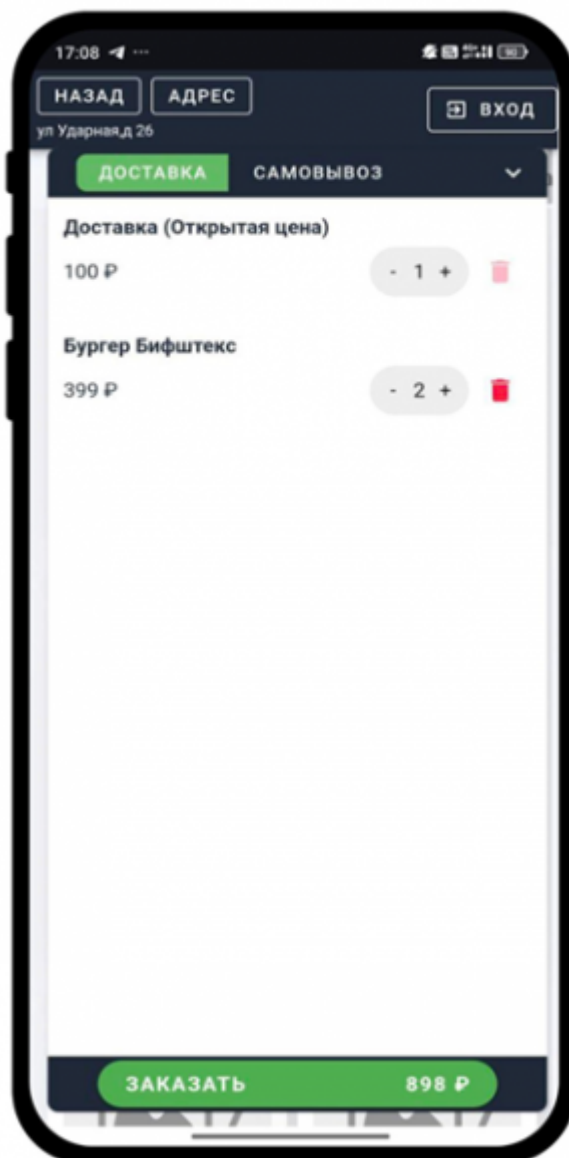 17:08
НАЗАД АДРЕС
ВХОД
ул Ударная,д 26
ДОСТАВКА САМОВЫВОЗ
Доставка (Открытая цена)
100 ₽ - 1 +
Бургер Бифштекс
399 ₽ - 2 +
ЗАКАЗАТЬ 898 ₽